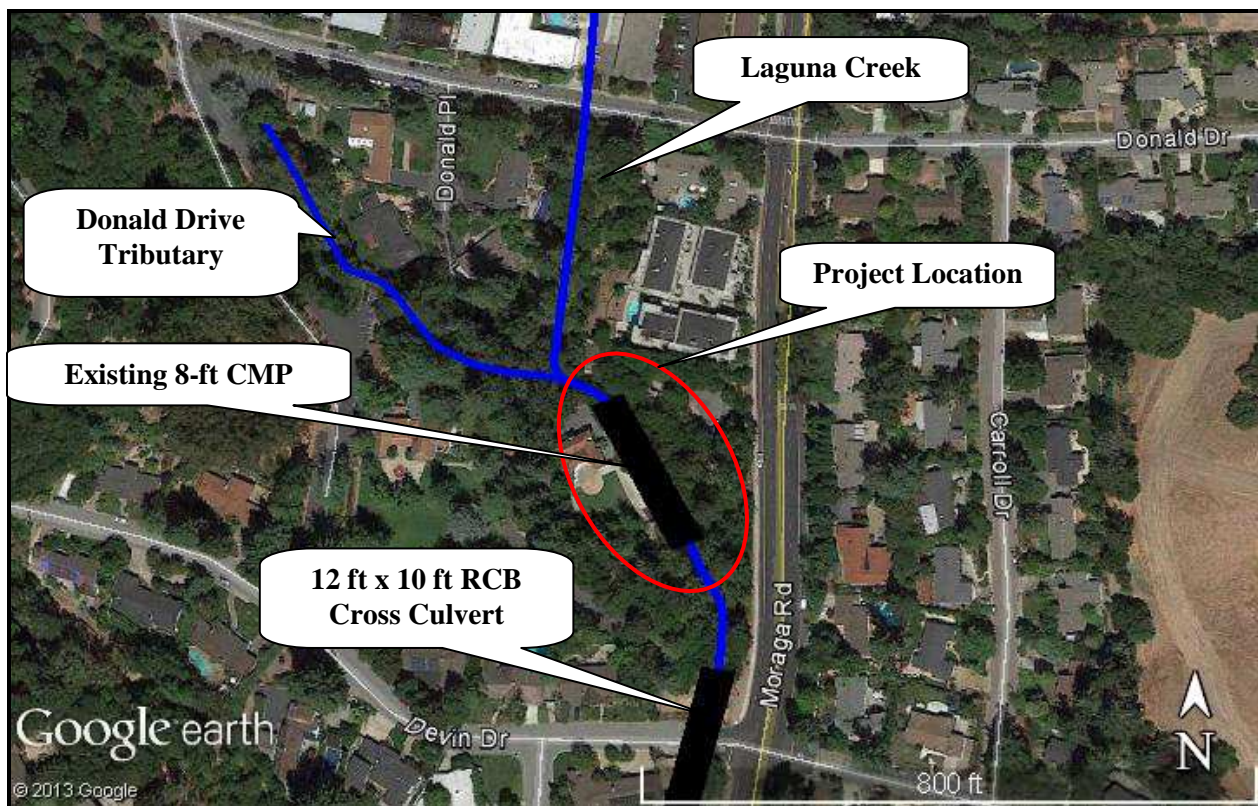 Laguna Creek
Donald Dr
Donald Pl
Donald Drive
Tributary
Project Location
Existing 8-ft CMP
Carroll Dr
12 ft x 10 ft RCB
Cross Culvert
Moraga Rd
Devin Dr
Google earth
N
800 ft
© 2013 Google